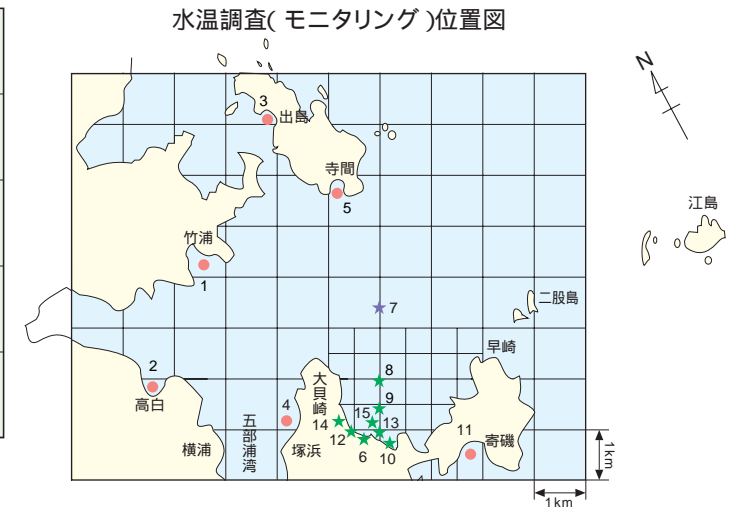 水温調査(モニタリング)位置図
N
3
出島
寺間
5
江島
竹浦
1
二股島
7
早崎
2
高白
大貝崎
8
9
4
15
14
13
12
6
10
11
五部浦湾
横浦
塚浜
寄磯
1km
1km